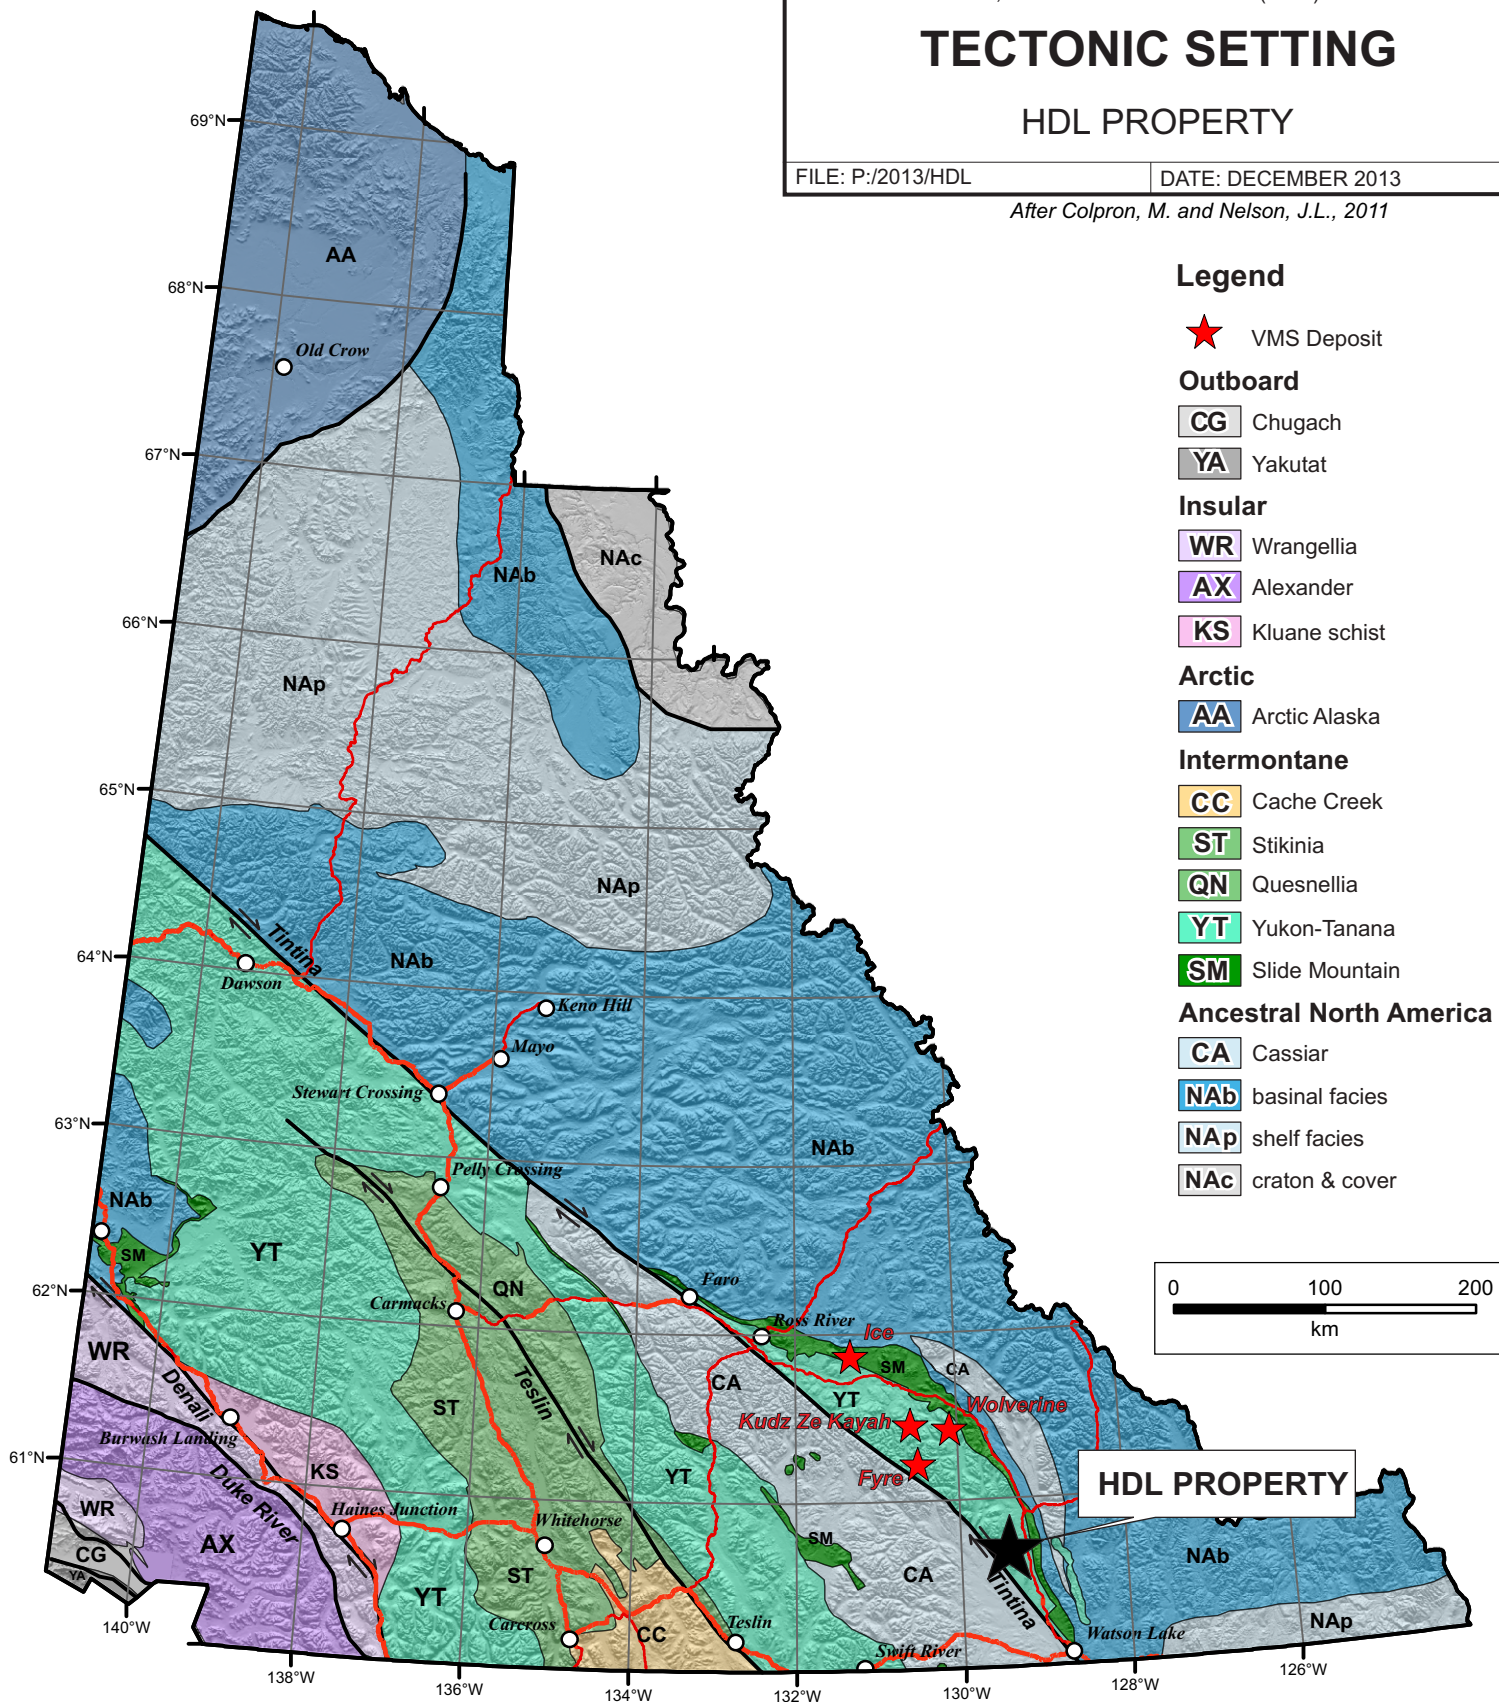 TECTONIC SETTING
HDL PROPERTY
FILE: P:/2013/HDL
DATE: DECEMBER 2013
After Colpron, M. and Nelson, J.L., 2011
Legend
VMS Deposit
Outboard
CG Chugach
YA Yakutat
Insular
WR Wrangellia
AX Alexander
KS Kluane schist
Arctic
AA Arctic Alaska
Intermontane
CC Cache Creek
ST Stikinia
QN Quesnellia
YT Yukon-Tanana
SM Slide Mountain
Ancestral North America
CA Cassiar
NAb basinal facies
NAp shelf facies
NAc craton & cover
0 100 200
km
69°N
68°N
67°N
66°N
65°N
64°N
63°N
62°N
61°N
140°W
138°W
136°W
134°W
132°W
130°W
128°W
126°W
AA
Old Crow
NAc
NAb
NAp
NAp
Tintina
NAb
Dawson
Keno Hill
Mayo
Stewart Crossing
NAb
Pelly Crossing
NAb
YT
SM
QN
Faro
Carmacks
Ross River
Ice
WR
SM
CA
Denali
Teslin
CA
YT
Wolverine
ST
Kudz Ze Kayah
Burwash Landing
KS
Duke River
YT
Fyre
HDL PROPERTY
WR
Haines Junction
Whitehorse
SM
AX
CG
YA
ST
CA
NAb
YT
Tintina
Carcross
CC
Teslin
Swift River
Watson Lake
NAp